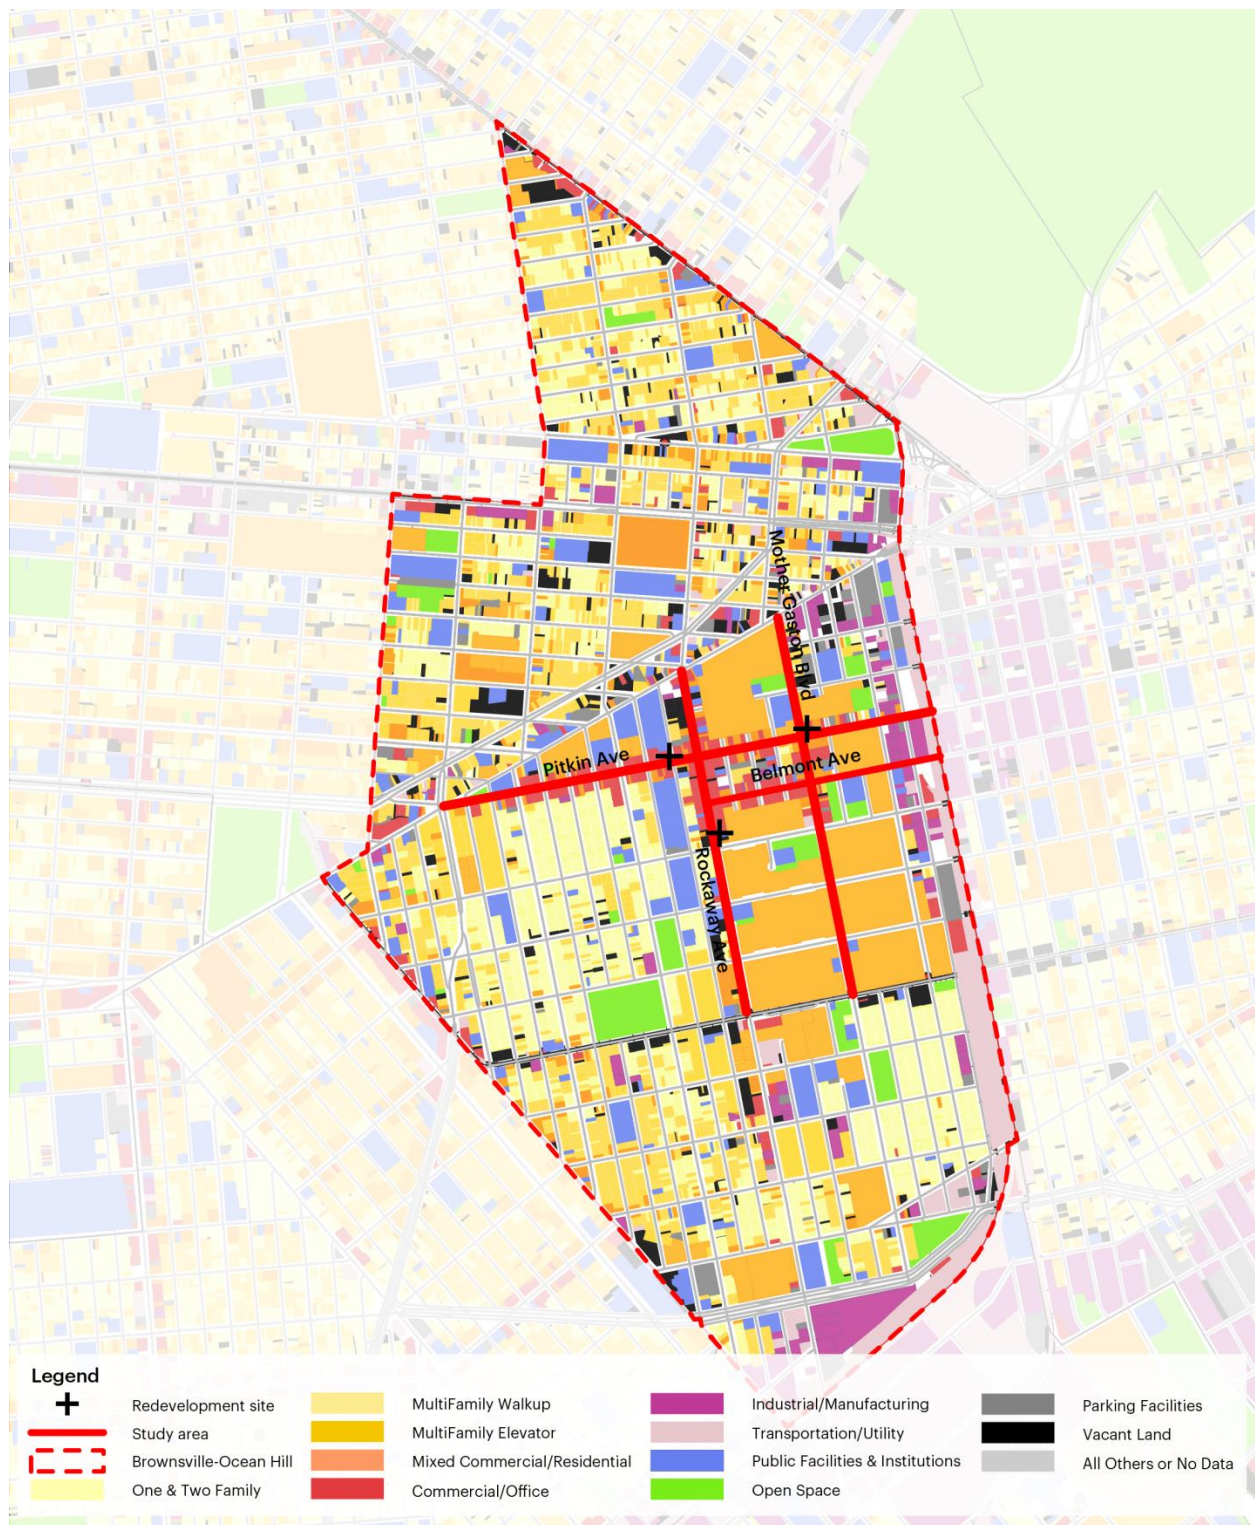 Mother Gaston Blvd
Pitkin Ave
Belmont Ave
Rockaway Ave
Legend
Redevelopment site
Study area
Brownsville-Ocean Hill
One & Two Family
MultiFamily Walkup
MultiFamily Elevator
Mixed Commercial/Residential
Commercial/Office
Industrial/Manufacturing
Transportation/Utility
Public Facilities & Institutions
Open Space
Parking Facilities
Vacant Land
All Others or No Data